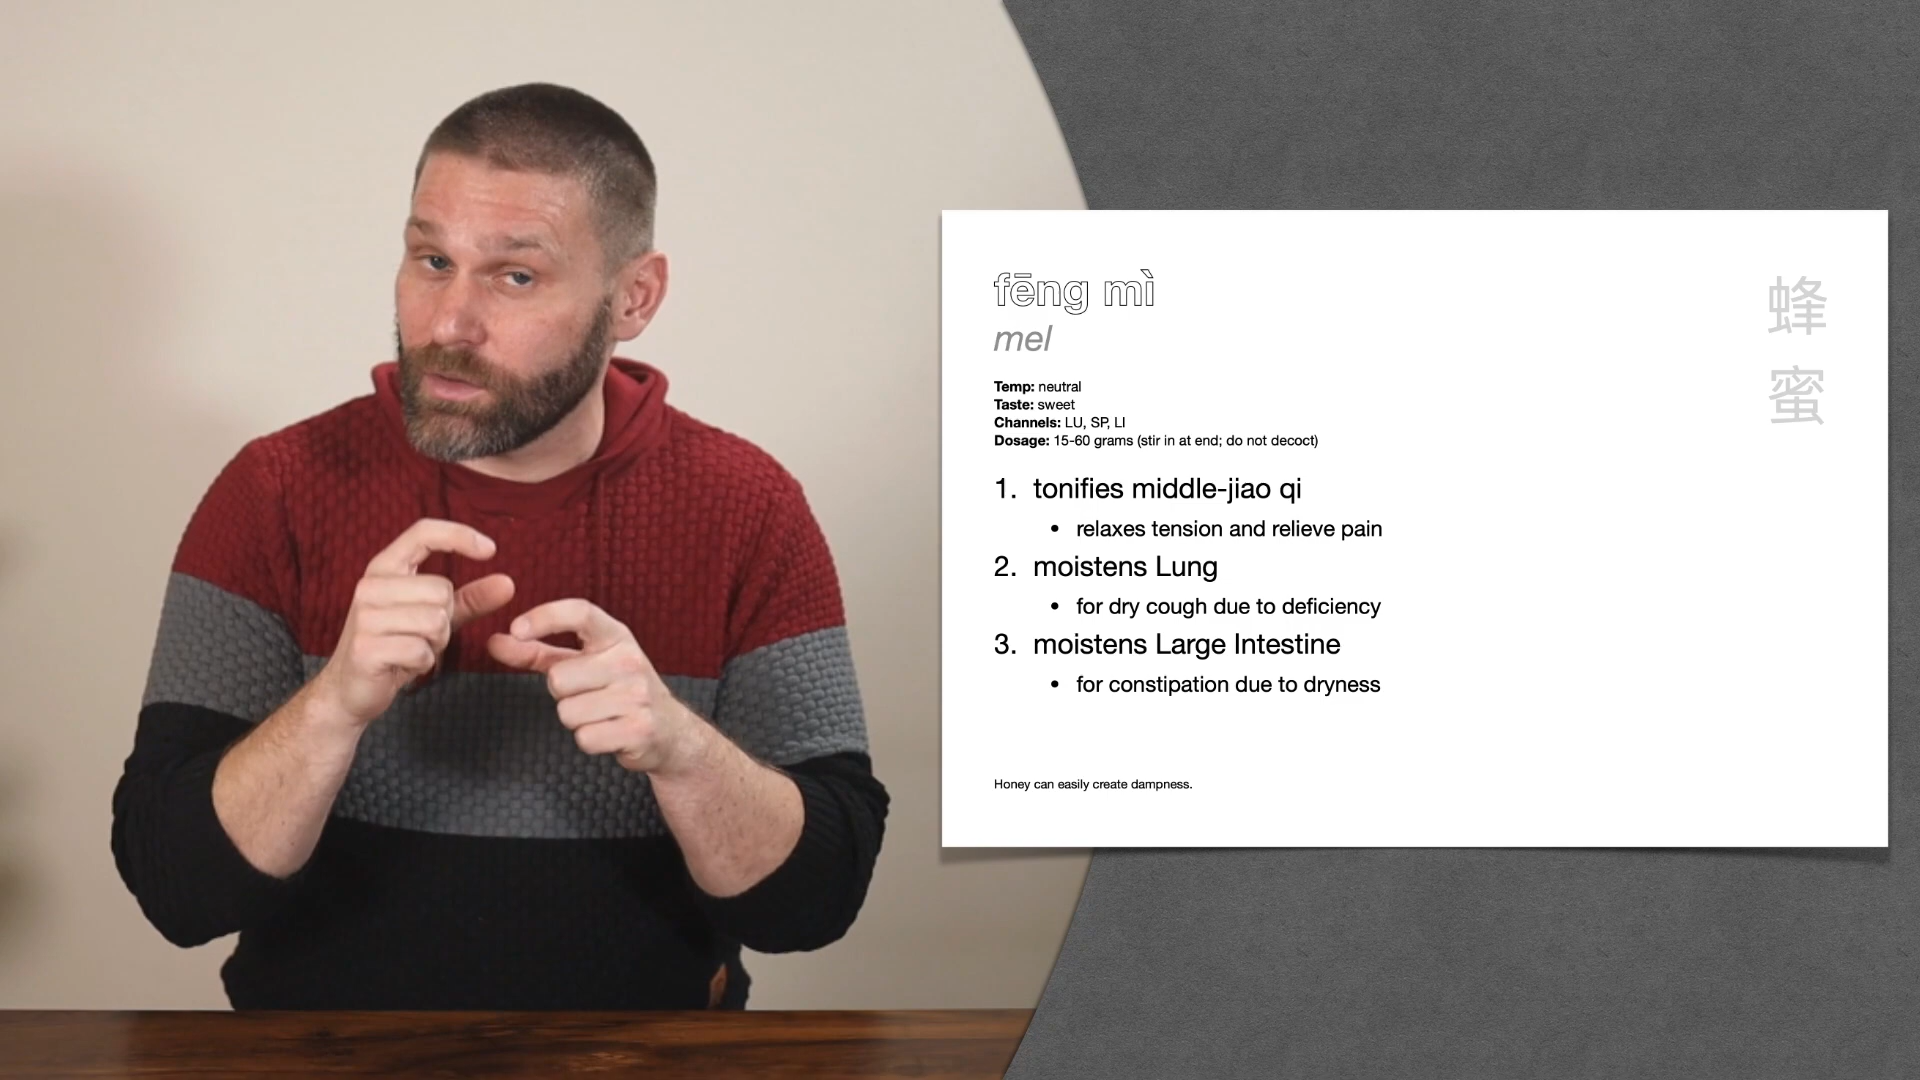 fēng mì
mel
蜂蜜
Temp: neutral
Taste: sweet
Channels: LU, SP, LI
Dosage: 15-60 grams (stir in at end; do not decoct)
1. tonifies middle-jiao qi
• relaxes tension and relieve pain
2. moistens Lung
• for dry cough due to deficiency
3. moistens Large Intestine
• for constipation due to dryness
Honey can easily create dampness.